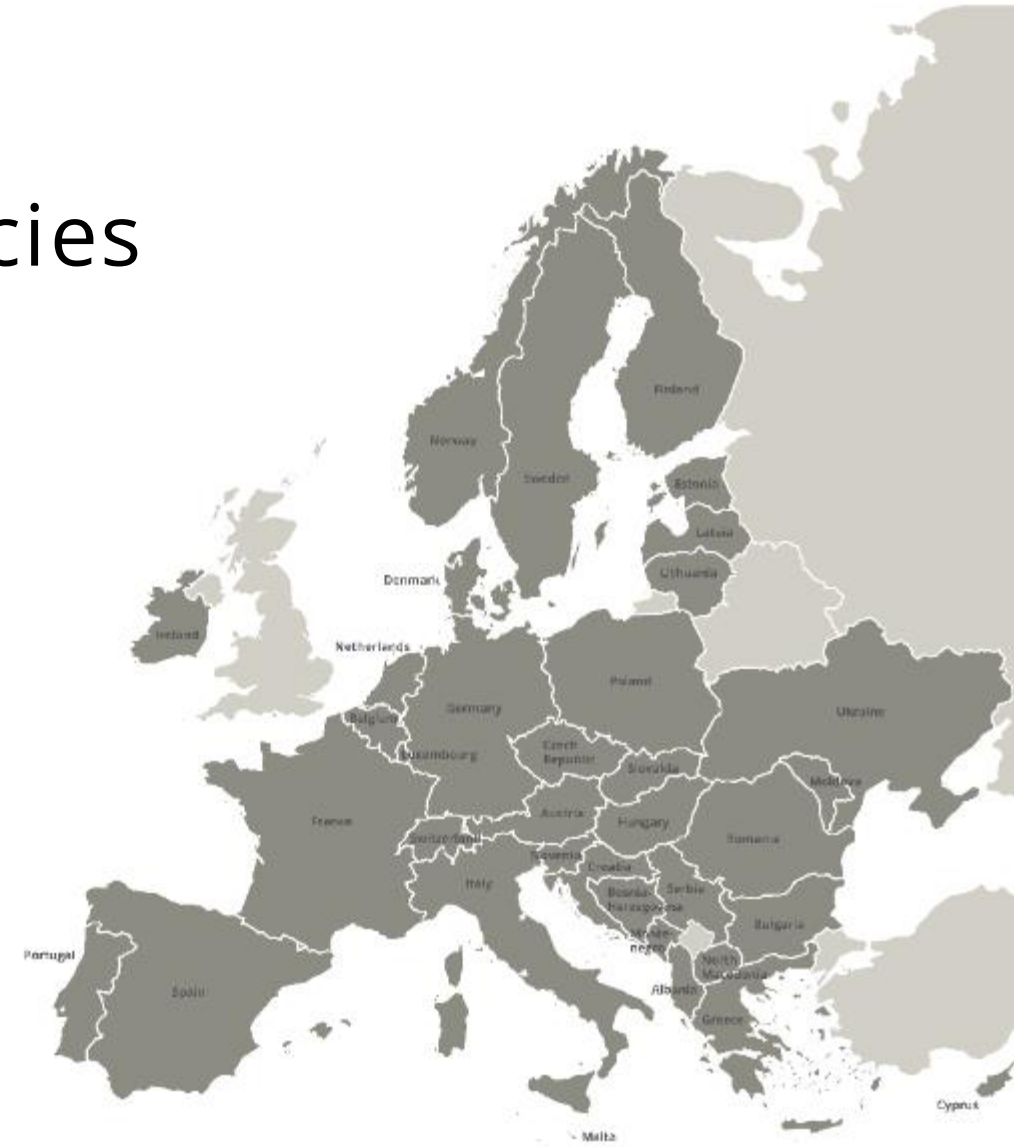 cies
Finland
Norway
Sweden
Estonia
Latvia
Lithuania
Denmark
Ireland
Netherlands
Poland
Belgium
Germany
Ukraine
Luxembourg
Czech
Republic
Slovakia
Moldova
France
Austria
Hungary
Switzerland
Romania
Slovenia
Croatia
Italy
Bosnia-
Herzegovina
Serbia
Bulgaria
Monte-
negro
Portugal
North
Macedonia
Spain
Albania
Greece
Cyprus
Malta